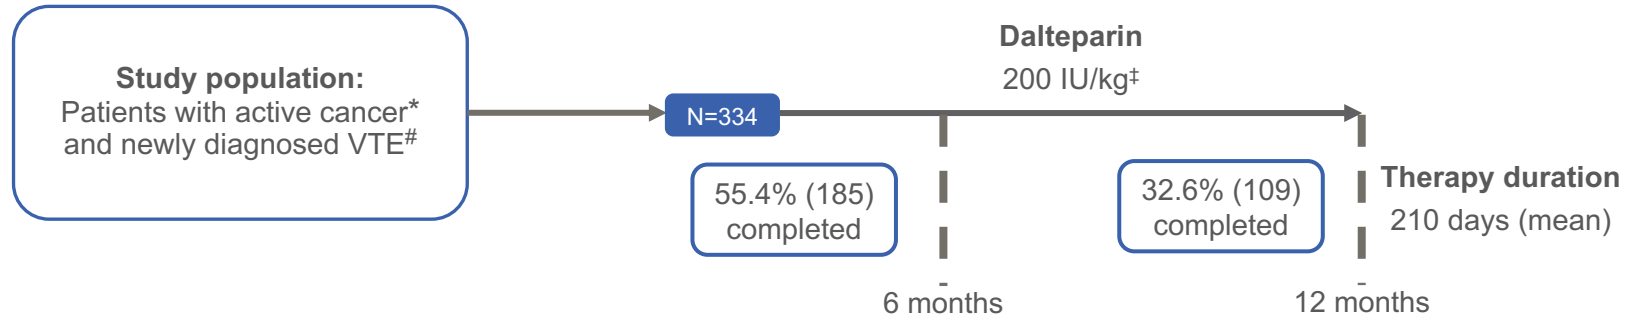 Study population:
Patients with active cancer*
and newly diagnosed VTE#
N=334
Dalteparin
200 IU/kg‡
55.4% (185)
completed
6 months
32.6% (109)
completed
12 months
Therapy duration
210 days (mean)